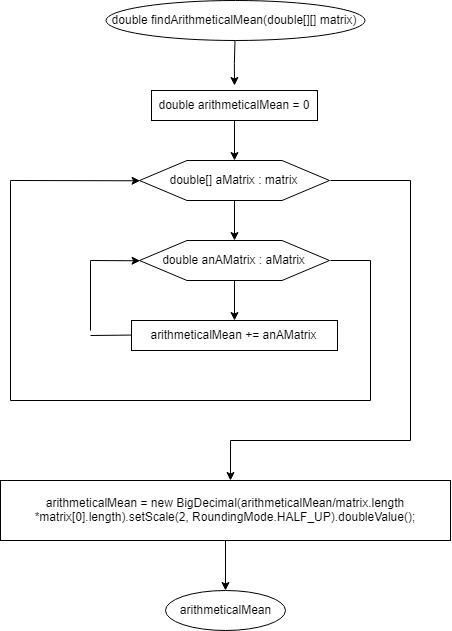 double findArithmeticalMean(double[][] matrix)
double arithmeticalMean = 0
double[] aMatrix : matrix
double anAMatrix : aMatrix
arithmeticalMean += anAMatrix
arithmeticalMean = new BigDecimal(arithmeticalMean/matrix.length
*matrix[0].length).setScale(2, RoundingMode.HALF_UP).doubleValue();
arithmeticalMean